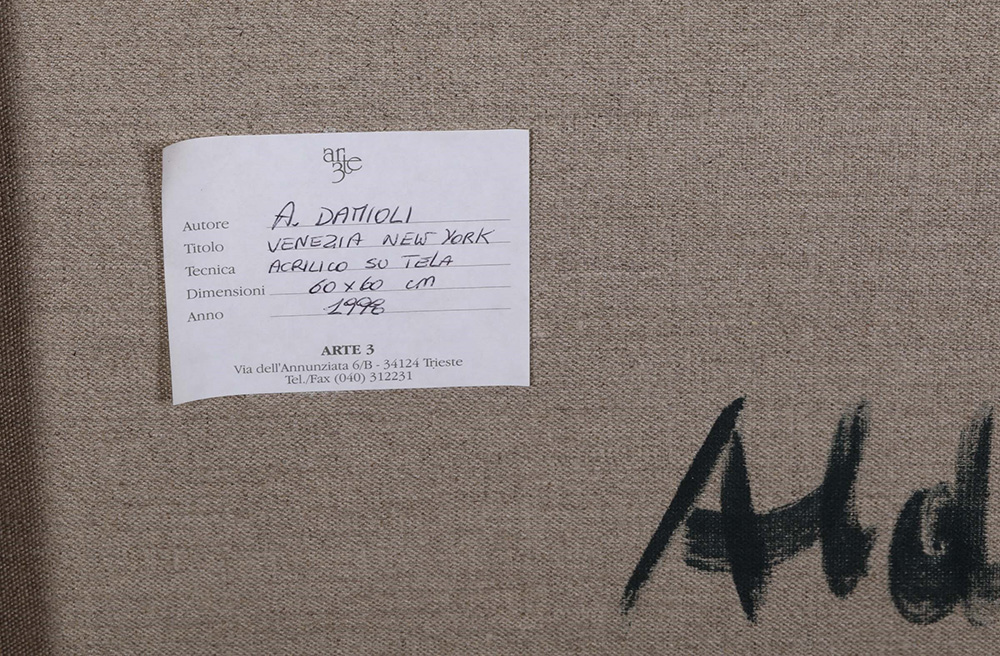 ar3te
Autore A. DAMIOLI
Titolo VENEZIA NEW YORK
Tecnica ACRILICO SU TELA
Dimensioni 60 x 60 cm
Anno 1998
ARTE 3
Via dell'Annunziata 6/B - 34124 Trieste
Tel./Fax (040) 312231
Ald